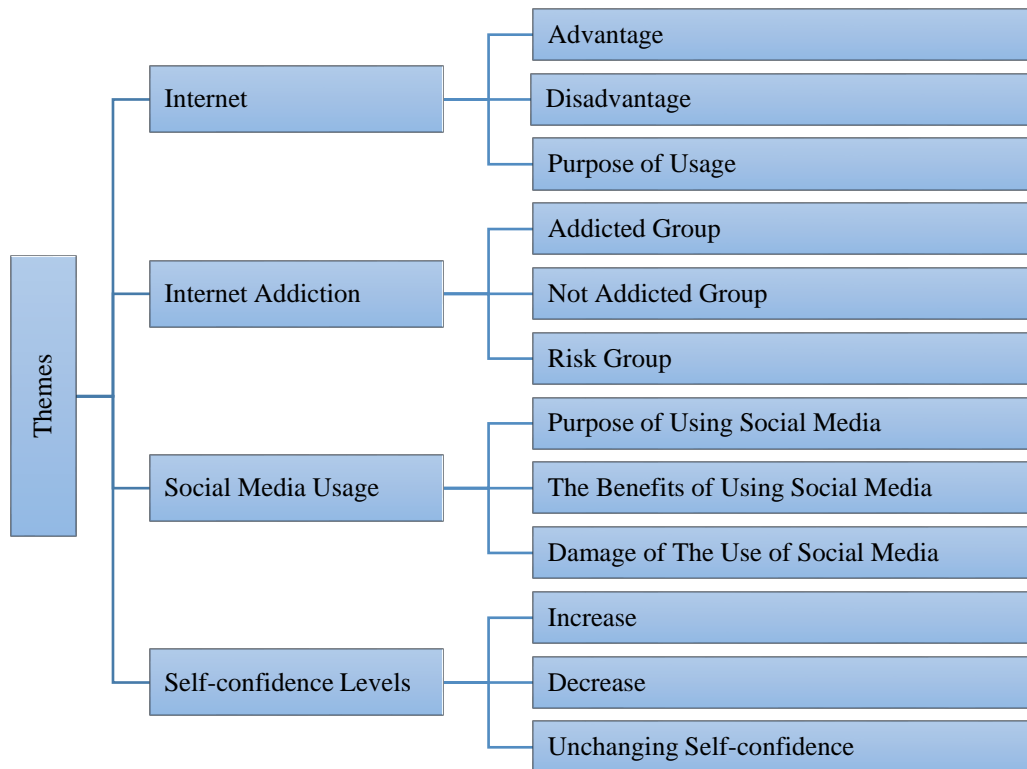 Themes
Internet
Advantage
Disadvantage
Purpose of Usage
Internet Addiction
Addicted Group
Not Addicted Group
Risk Group
Social Media Usage
Purpose of Using Social Media
The Benefits of Using Social Media
Damage of The Use of Social Media
Self-confidence Levels
Increase
Decrease
Unchanging Self-confidence